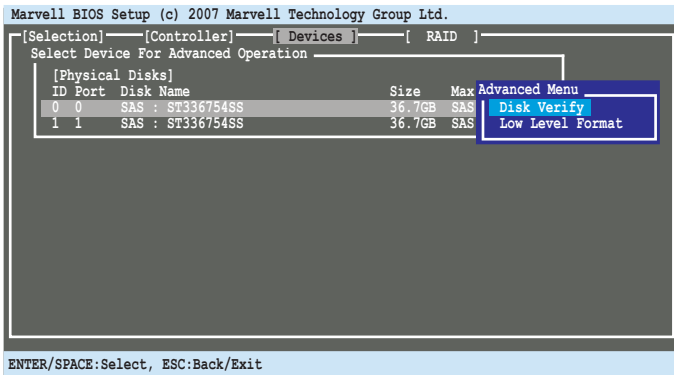 Marvell BIOS Setup (c) 2007 Marvell Technology Group Ltd.
[Selection] [Controller] [ Devices ] [ RAID ]
Select Device For Advanced Operation
[Physical Disks]
ID Port Disk Name Size Max
0 0 SAS : ST336754SS 36.7GB SAS
1 1 SAS : ST336754SS 36.7GB SAS
Advanced Menu
Disk Verify
Low Level Format
ENTER/SPACE:Select, ESC:Back/Exit